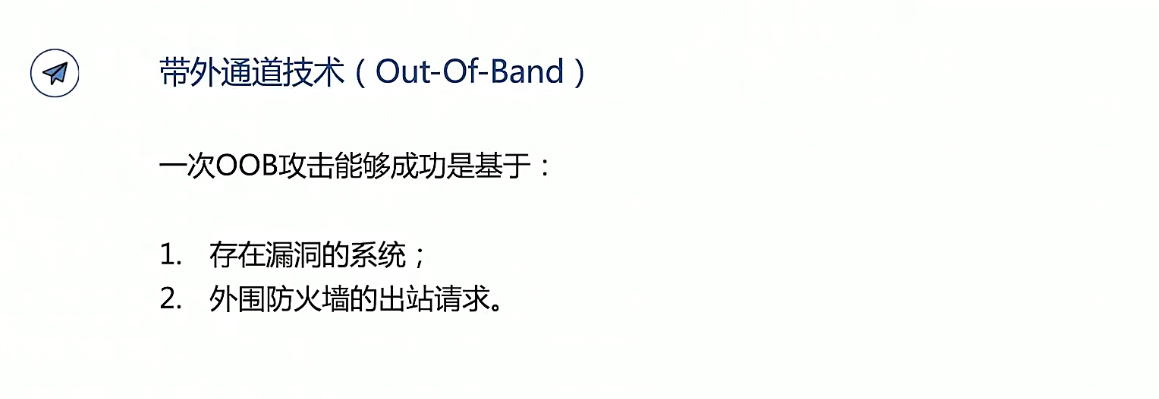 带外通道技术（Out-Of-Band）
一次OOB攻击能够成功是基于：
1. 存在漏洞的系统；
2. 外围防火墙的出站请求。